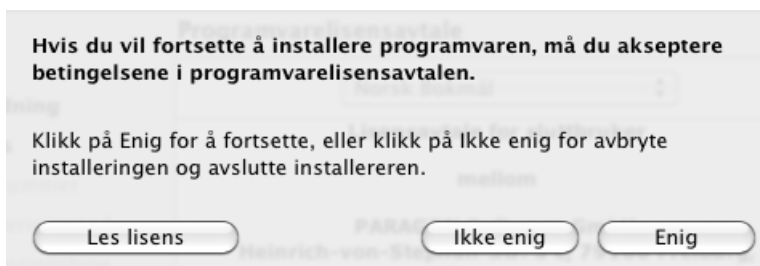 Programvarelisensavtale
Hvis du vil fortsette å installere programvaren, må du akseptere
betingelsene i programvarelisensavtalen.
Norsk Bokmål
Klikk på Enig for å fortsette, eller klikk på Ikke enig for avbryte
installeringen og avslutte installereren.
mellom
Les lisens
Ikke enig
Enig